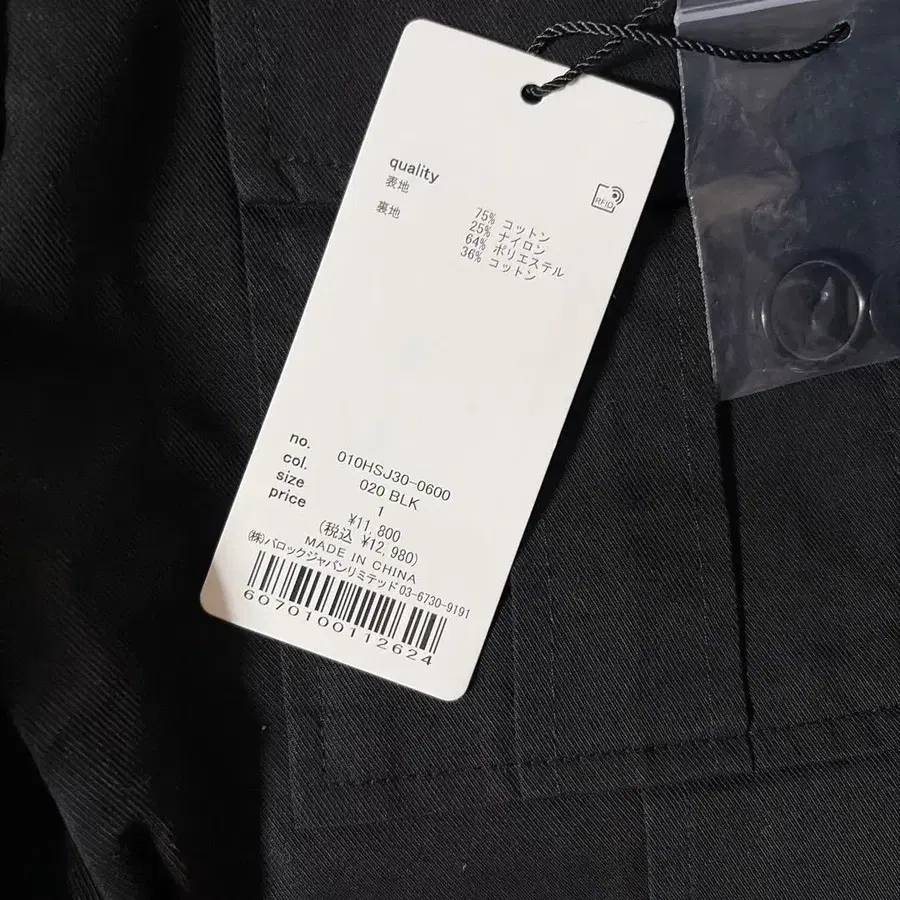 quality
表地
裏地
RFID
75% コットン
25% ナイロン
64% ポリエステル
36% コットン
no. 010HSJ30-0600
col. 020 BLK
size 1
price ¥11,800
(税込 ¥12,980)
MADE IN CHINA
㈱バロックジャパンリミテッド 03-6730-9191
6070100112624